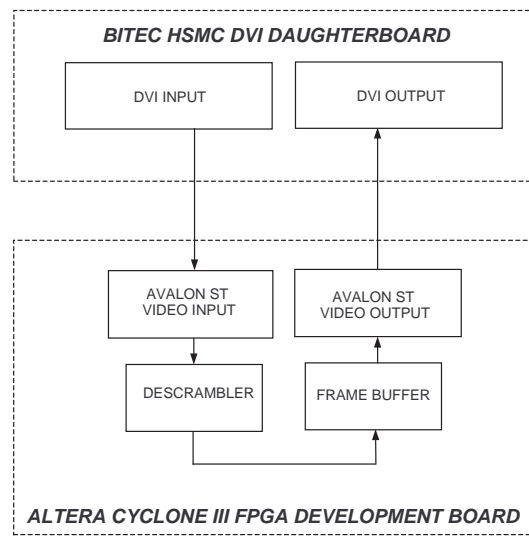 BITEC HSMC DVI DAUGHTERBOARD
DVI INPUT
DVI OUTPUT
AVALON ST
VIDEO INPUT
AVALON ST
VIDEO OUTPUT
DESCRAMBLER
FRAME BUFFER
ALTERA CYCLONE III FPGA DEVELOPMENT BOARD